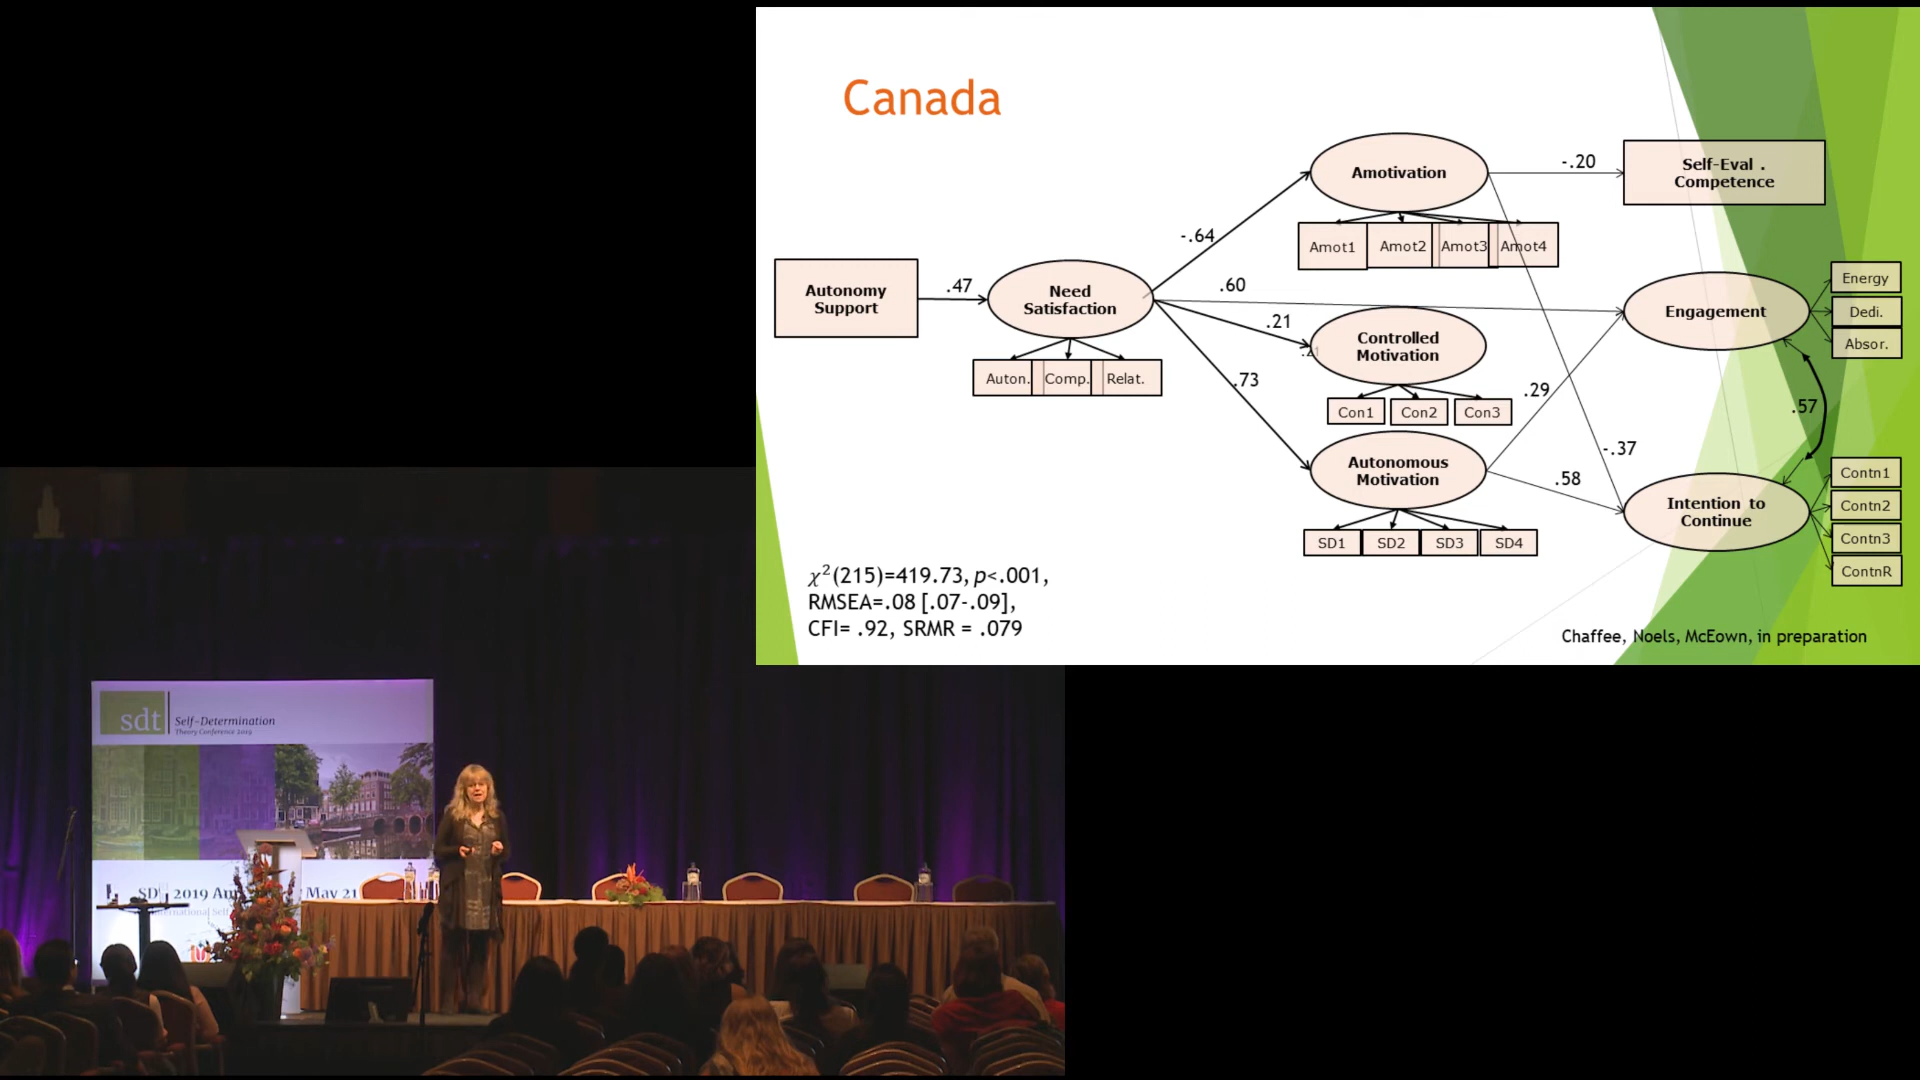 Canada
Amotivation
-.20
Self-Eval .
Competence
Amot1
Amot2
Amot3
Amot4
-.64
Autonomy
Support
.47
Need
Satisfaction
.60
Engagement
Energy
Dedi.
Absor.
.21
Controlled
Motivation
Auton.
Comp.
Relat.
.73
.29
.57
Con1
Con2
Con3
Autonomous
Motivation
-.37
.58
Intention to
Continue
Contn1
Contn2
Contn3
ContnR
SD1
SD2
SD3
SD4
χ²(215)=419.73, p<.001,
RMSEA=.08 [.07-.09],
CFI= .92, SRMR = .079
Chaffee, Noels, McEown, in preparation
sdt
Self-Determination
Theory Conference 2019
2019
May 21